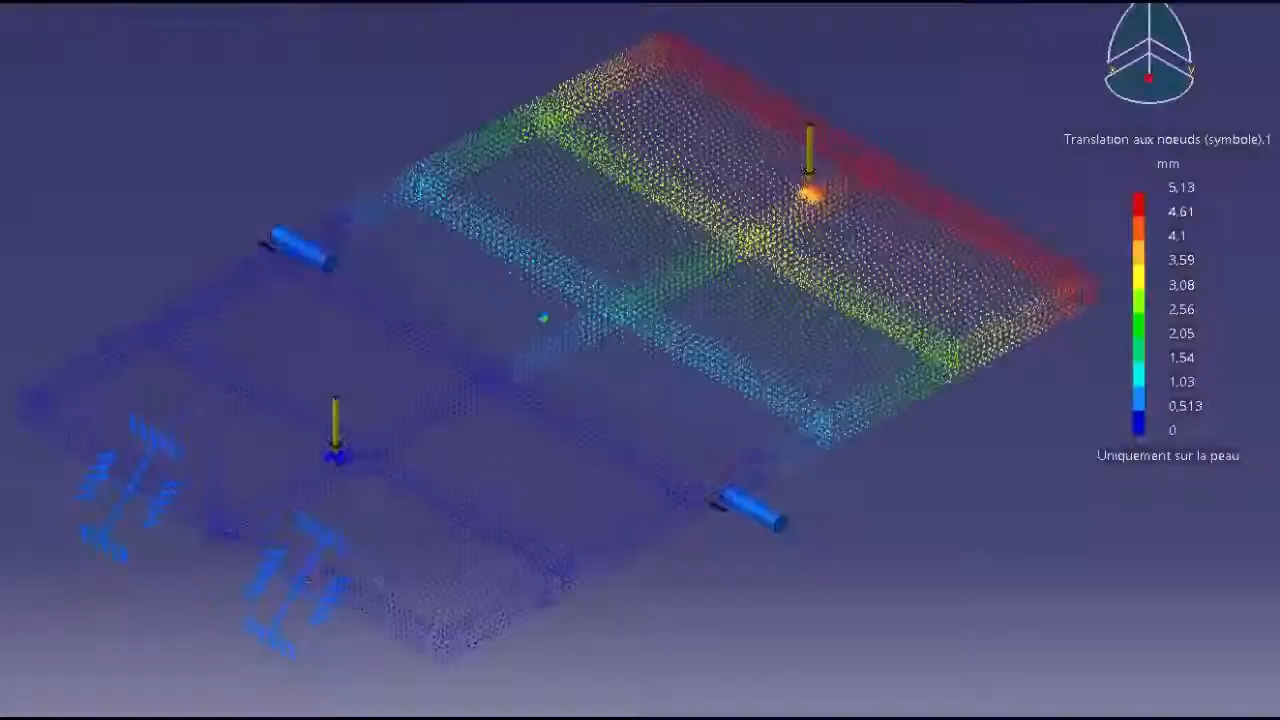 x
y
Translation aux nœuds (symbole).1
mm
5,13
4,61
4,1
3,59
3,08
2,56
2,05
1,54
1,03
0,513
0
Uniquement sur la peau